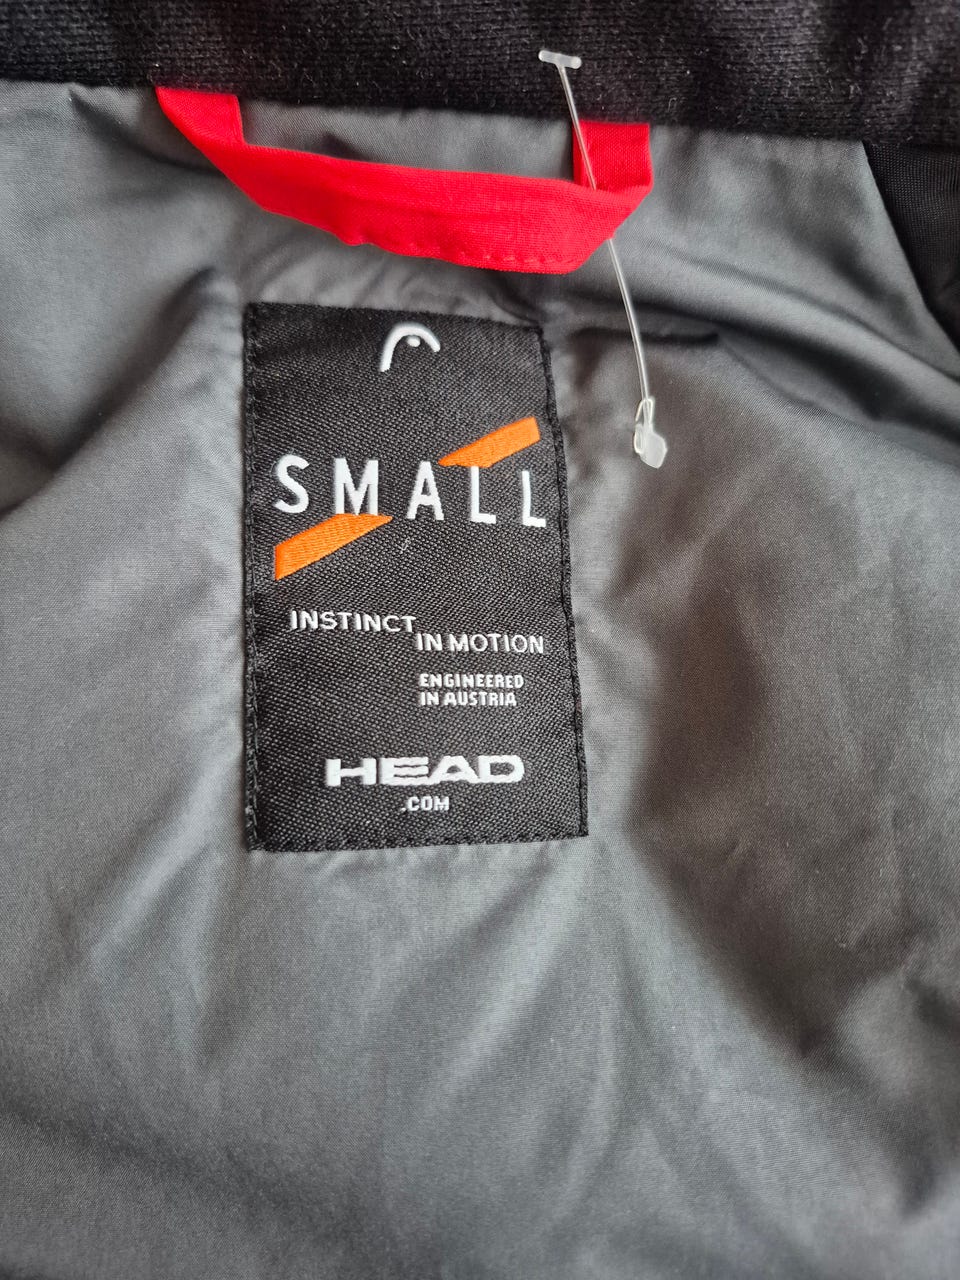 SMALL
INSTINCT
IN MOTION
ENGINEERED
IN AUSTRIA
HEAD
.COM